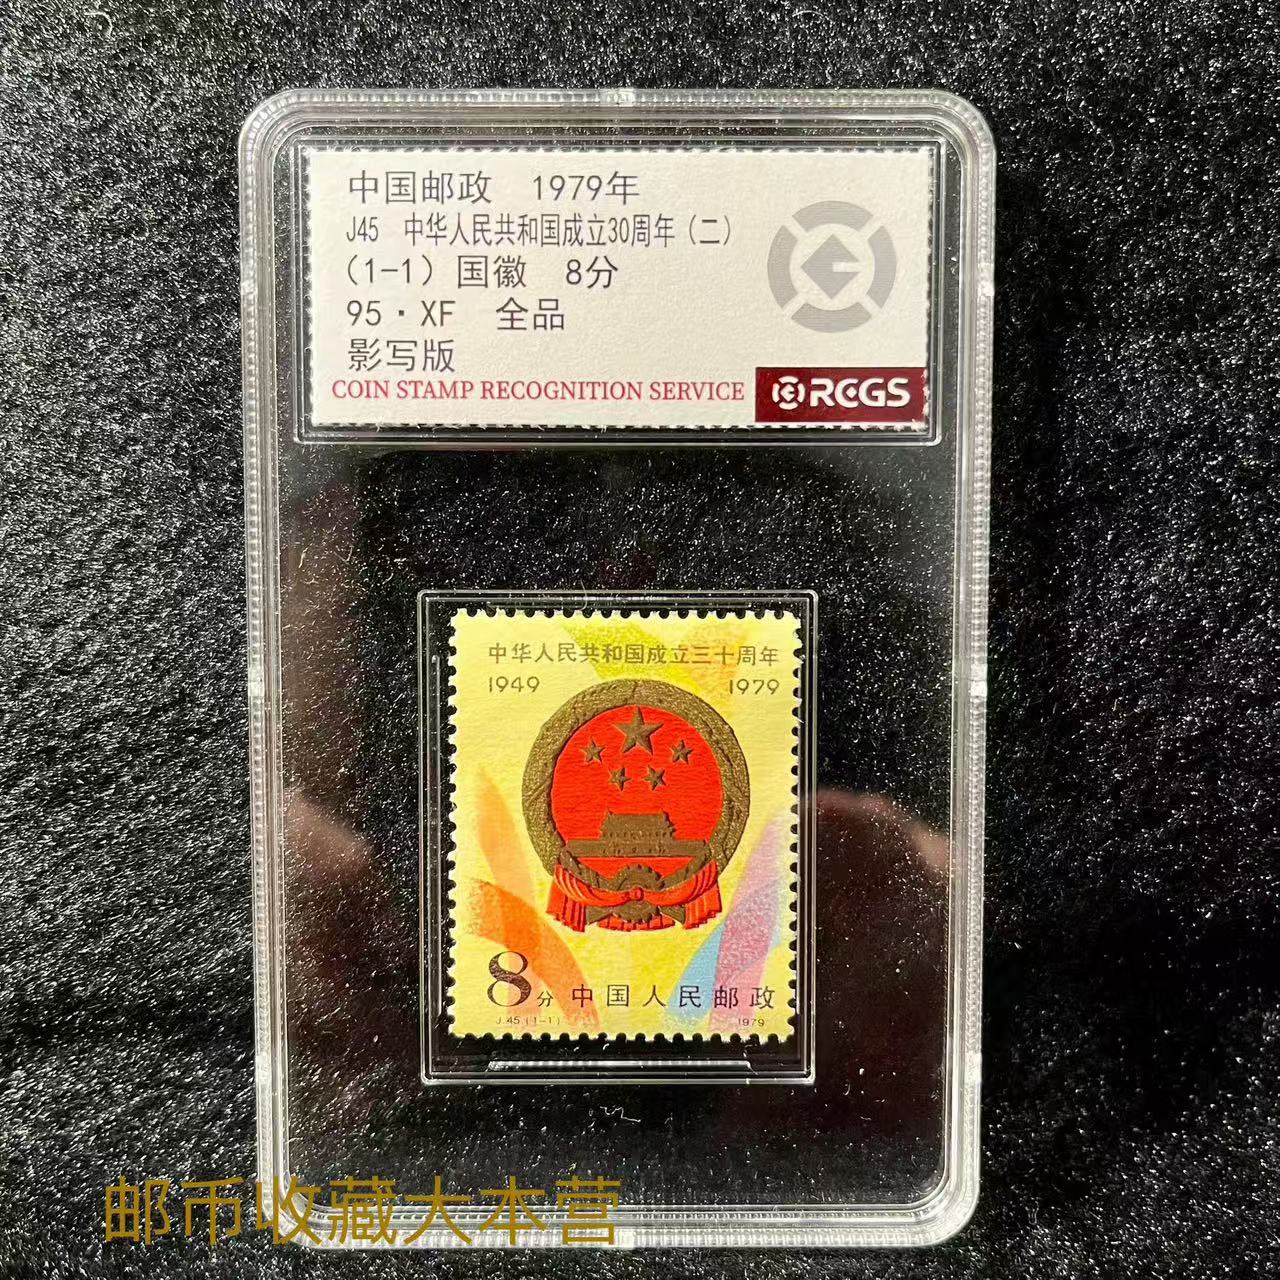 中国邮政 1979年
J45 中华人民共和国成立30周年（二）
(1-1) 国徽 8分
95·XF 全品
影写版
COIN STAMP RECOGNITION SERVICE
RCGS
中华人民共和国成立三十周年
1949 1979
8分 中国人民邮政
J.45.(1-1) 1979
邮币收藏大本营